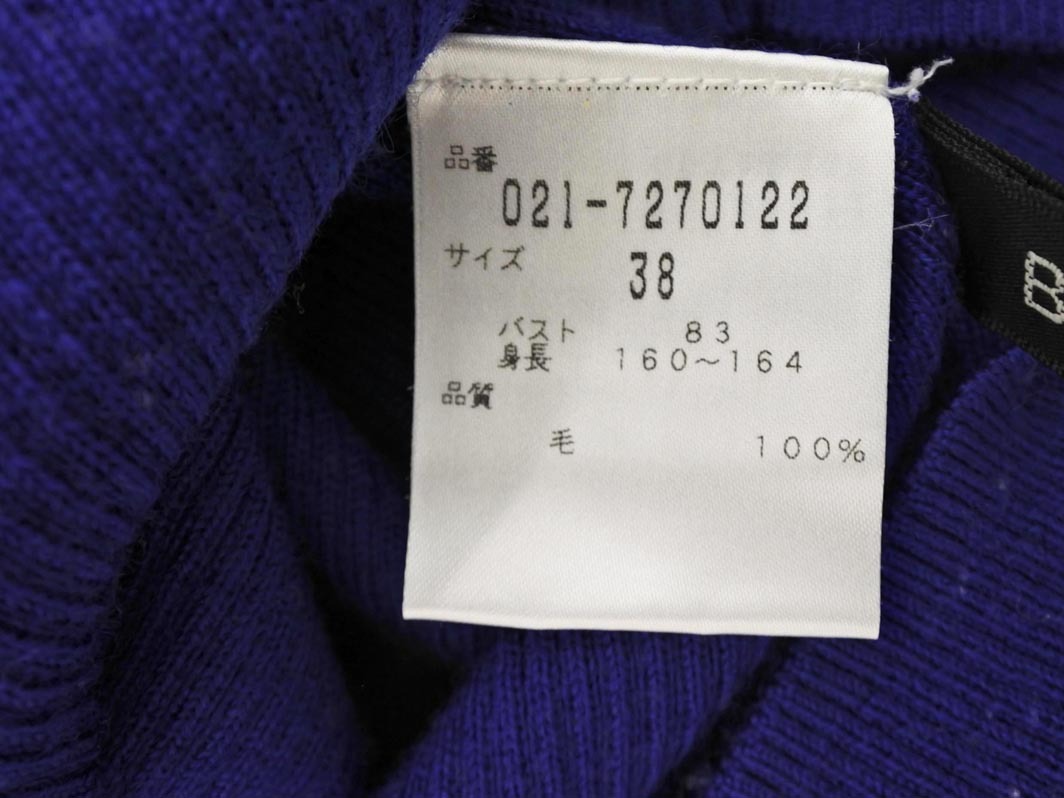 品番
021-7270122
サイズ
38
バスト 83
身長 160~164
品質
毛 100%